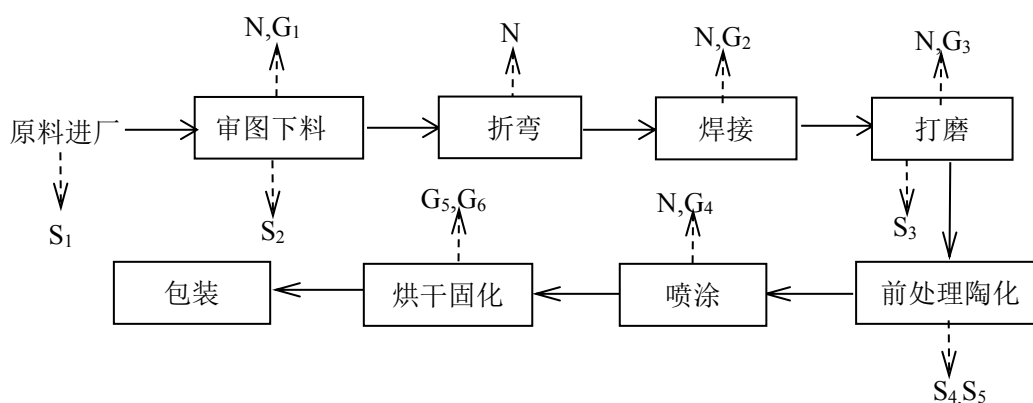 N,G₁
N
N,G₂
N,G₃
原料进厂
审图下料
折弯
焊接
打磨
S₁
S₂
G₅,G₆
N,G₄
S₃
包装
烘干固化
喷涂
前处理陶化
S₄,S₅